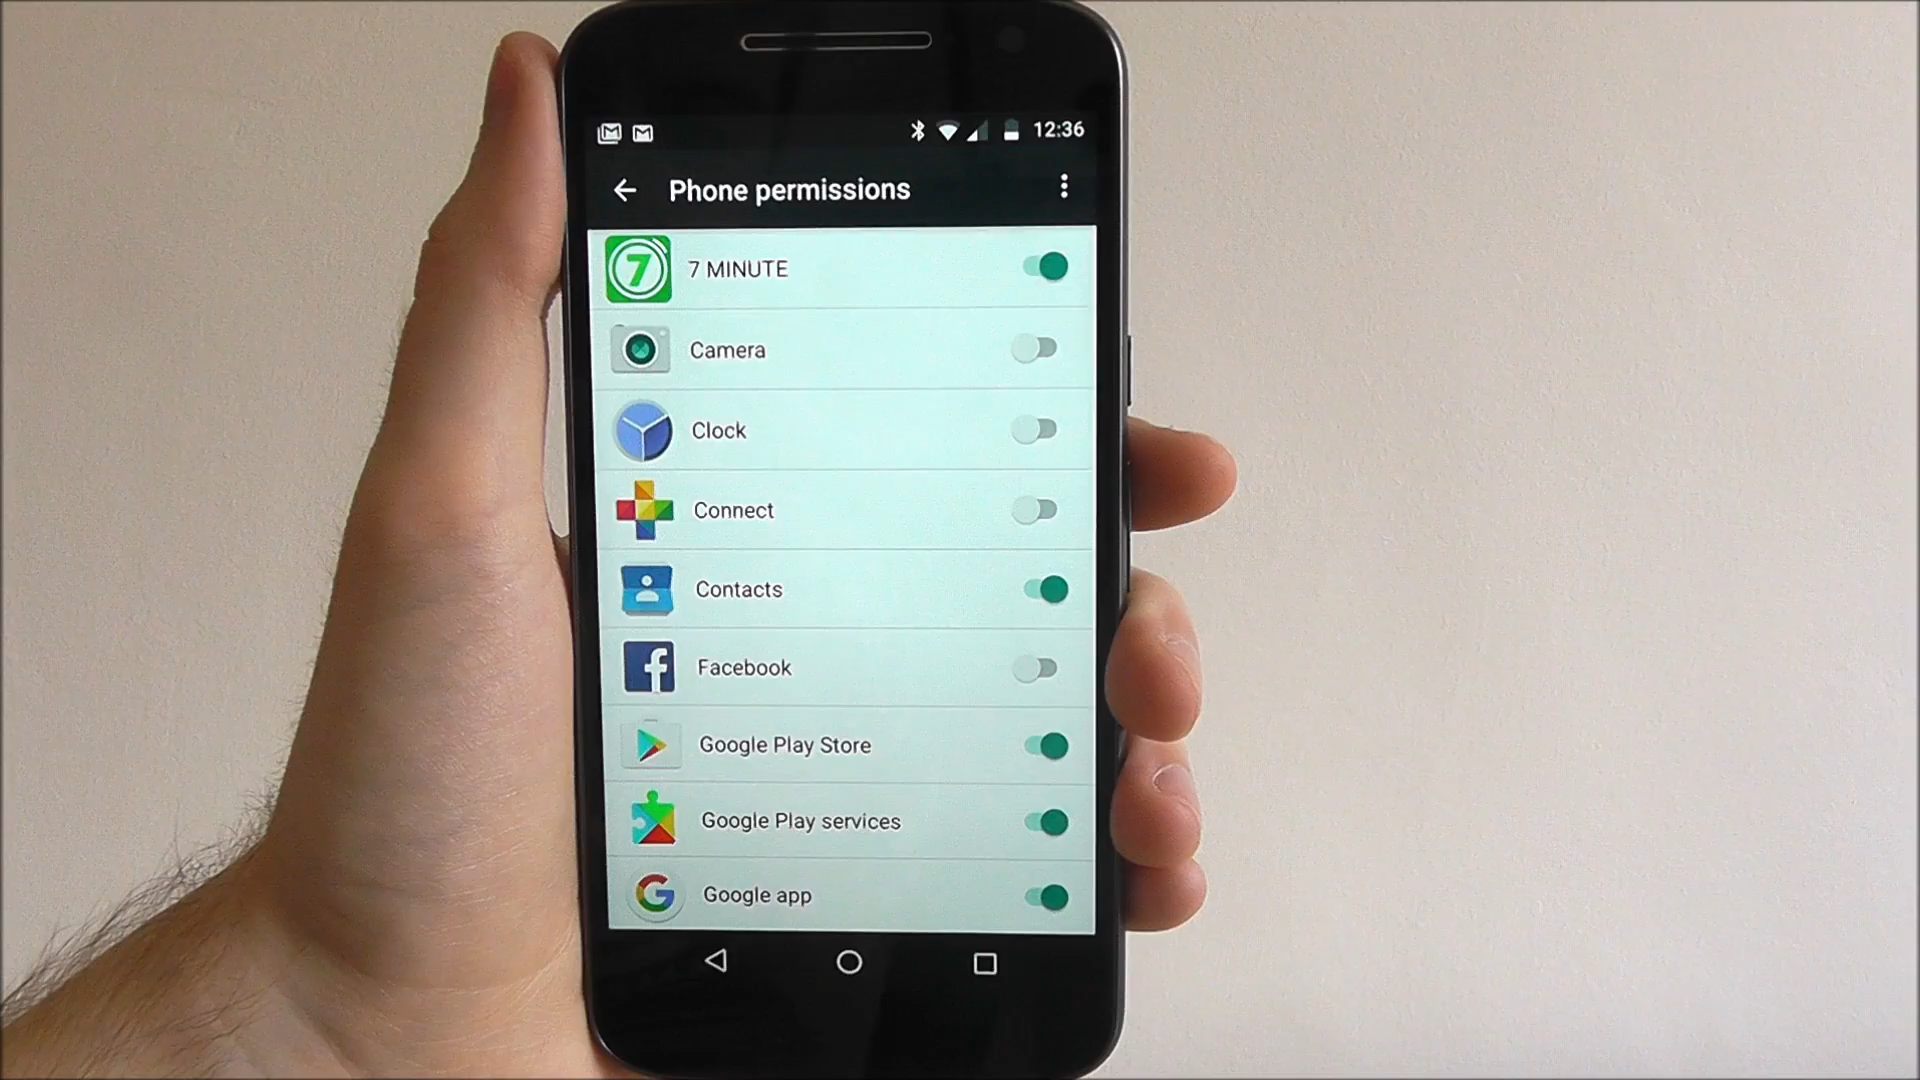 12:36
Phone permissions
7 7 MINUTE
Camera
Clock
Connect
Contacts
f Facebook
Google Play Store
Google Play services
G Google app